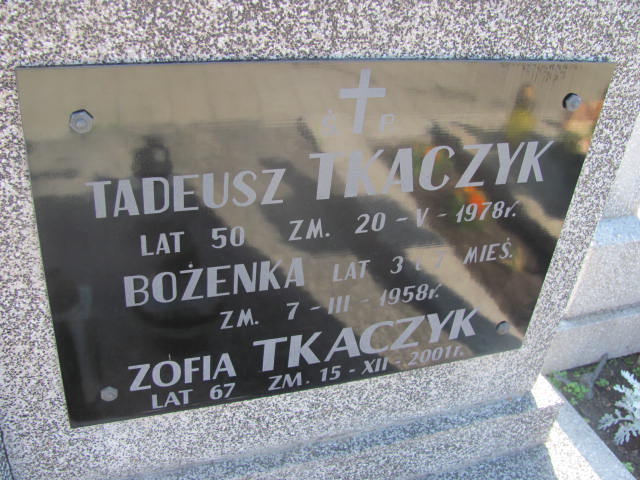 Ś P
TADEUSZ TKACZYK
LAT 50 ZM. 20-V-1978r.
BOŻENKA LAT 3 i 7 MIEŚ.
ZM. 7-III-1958r.
ZOFIA TKACZYK
LAT 67 ZM. 15-XII-2001r.